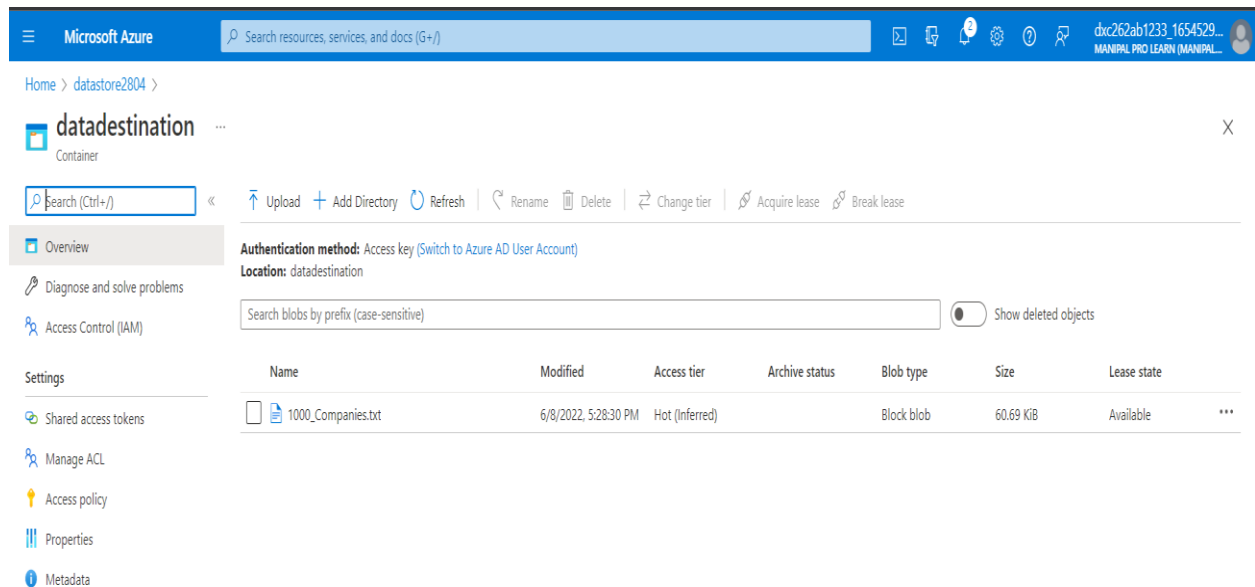 Microsoft Azure
Search resources, services, and docs (G+/)
2
dxc262ab1233_1654529...
MANIPAL PRO LEARN (MANIPAL...
Home > datastore2804 >
datadestination ...
Container
Search (Ctrl+/)
«
Upload
Add Directory
Refresh
Rename
Delete
Change tier
Acquire lease
Break lease
Overview
Diagnose and solve problems
Access Control (IAM)
Settings
Shared access tokens
Manage ACL
Access policy
Properties
Metadata
Authentication method: Access key (Switch to Azure AD User Account)
Location: datadestination
Search blobs by prefix (case-sensitive)
Show deleted objects
Name Modified Access tier Archive status Blob type Size Lease state
1000_Companies.txt 6/8/2022, 5:28:30 PM Hot (Inferred) Block blob 60.69 KiB Available ...